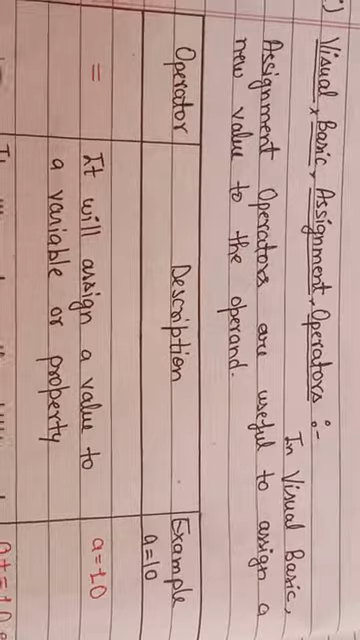 Visual Basic Assignment Operators :-
In Visual Basic,
Assignment Operators are useful to assign a
new value to the operand.
Operator Description Example
a=10
= It will assign a value to a=10
a variable or property